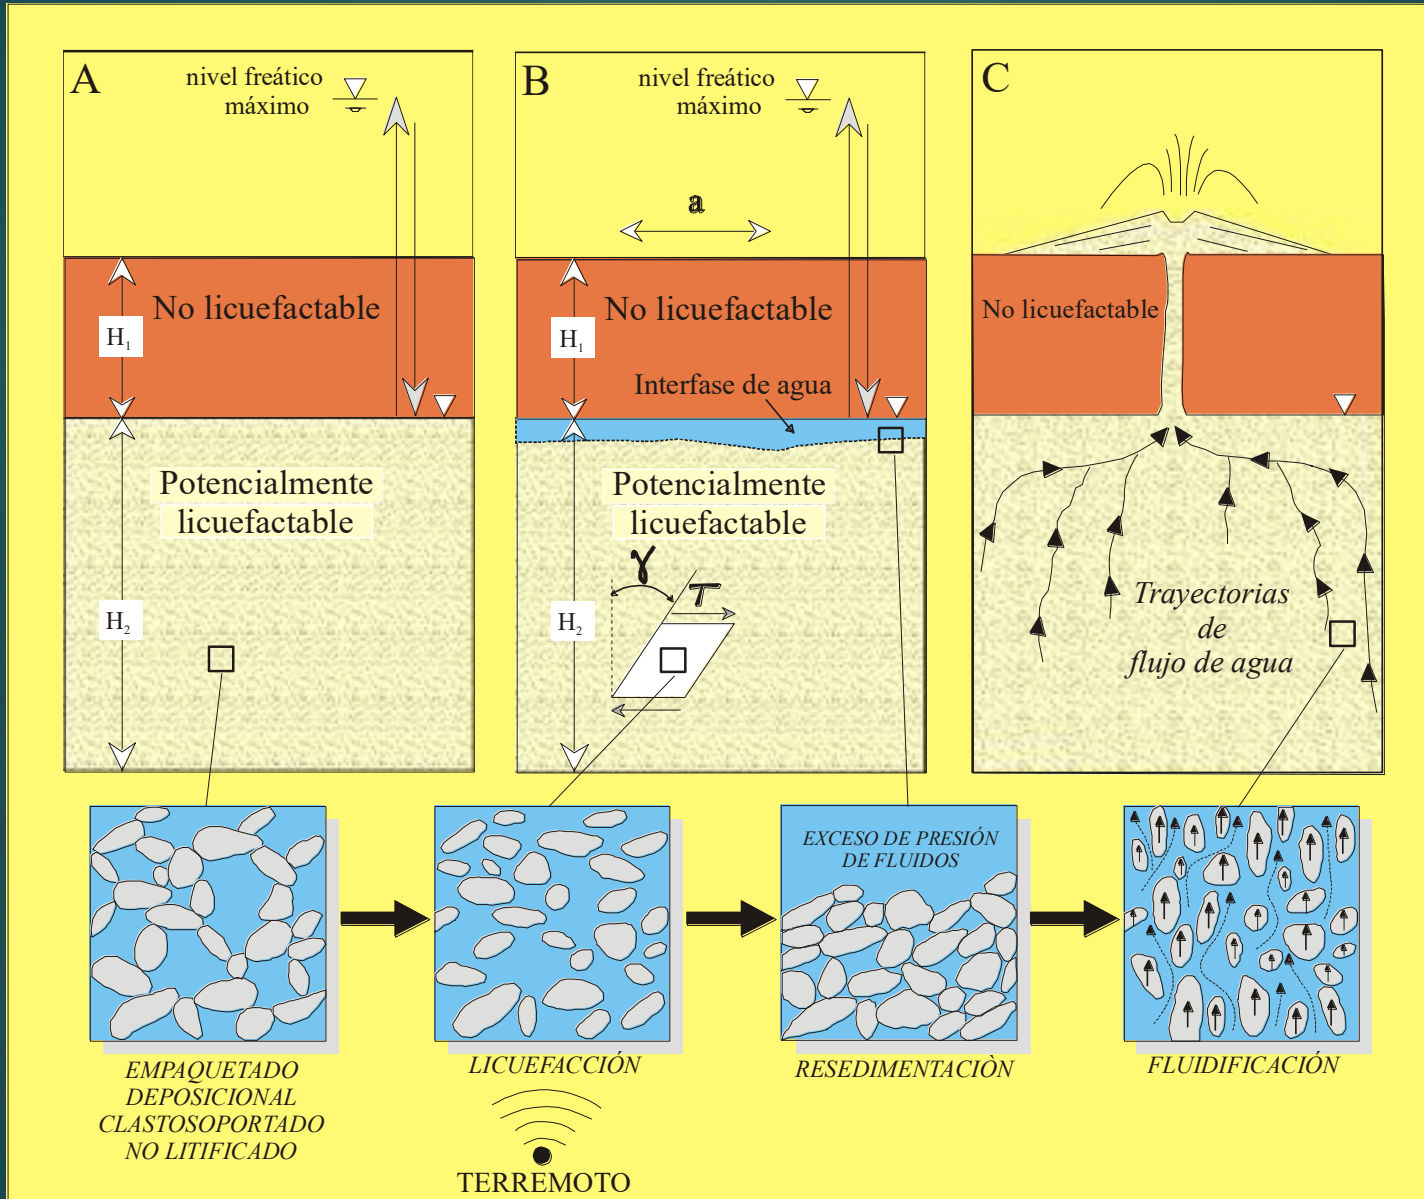 A
nivel freático
máximo
No licuefactable
H₁
Potencialmente
licuefactable
H₂
B
nivel freático
máximo
a
No licuefactable
H₁
Interfase de agua
Potencialmente
licuefactable
γ
T
H₂
C
No licuefactable
Trayectorias
de
flujo de agua
EMPAQUETADO
DEPOSICIONAL
CLASTOSOPORTADO
NO LITIFICADO
LICUEFACCIÓN
TERREMOTO
EXCESO DE PRESIÓN
DE FLUIDOS
RESEDIMENTACIÒN
FLUIDIFICACIÓN